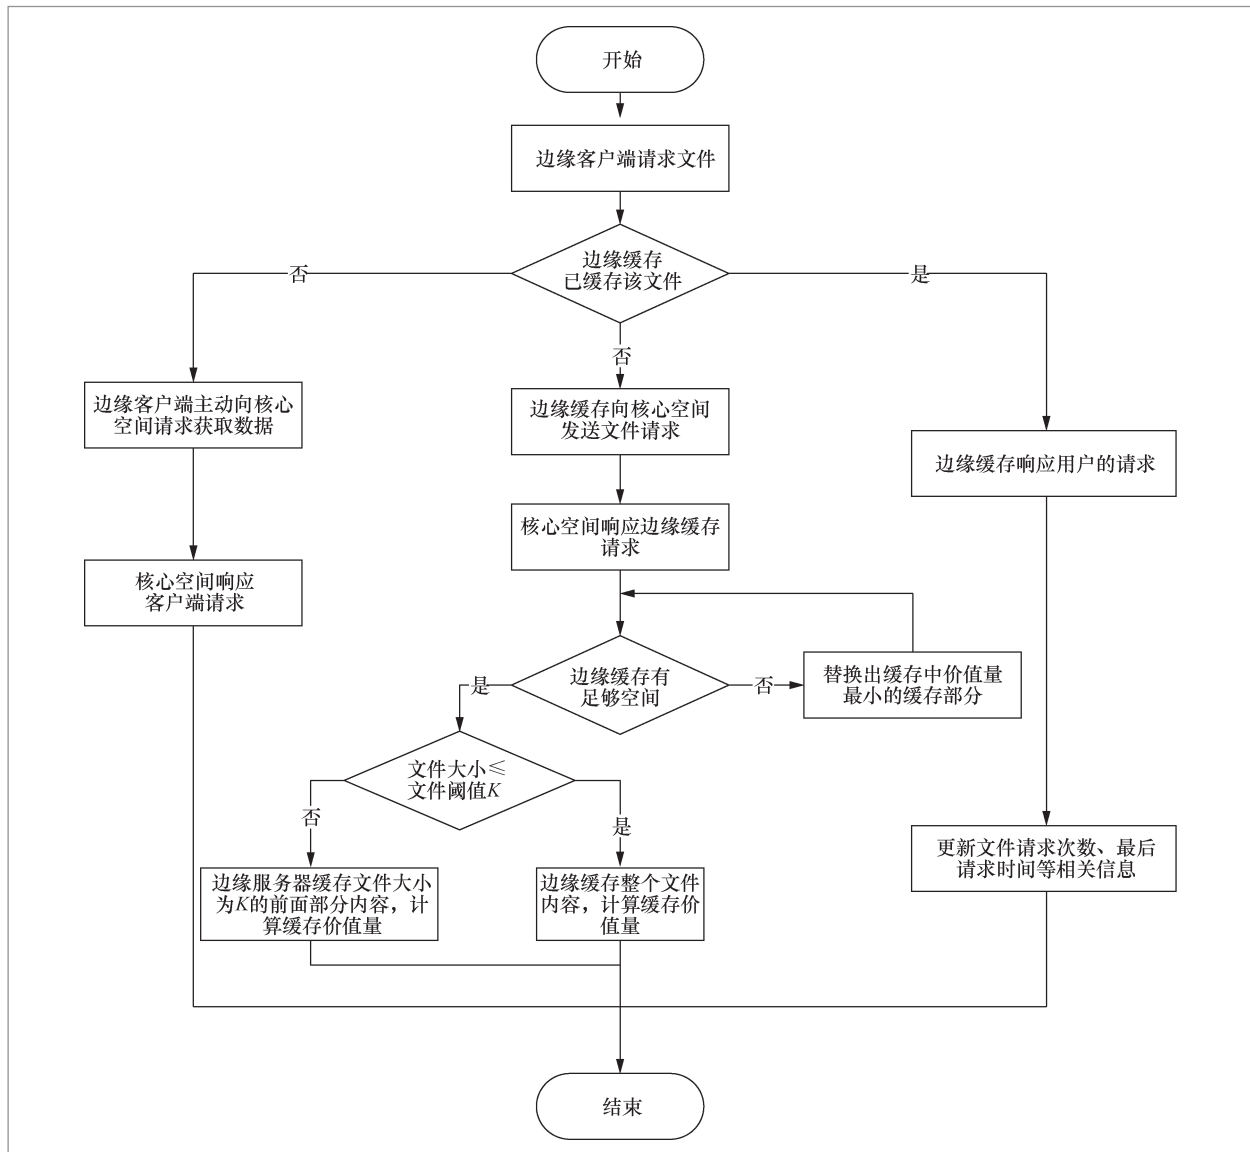 开始
边缘客户端请求文件
边缘缓存
已缓存该文件
否
是
否
边缘客户端主动向核心
空间请求获取数据
边缘缓存向核心空间
发送文件请求
边缘缓存响应用户的请求
核心空间响应边缘缓存
请求
核心空间响应
客户端请求
边缘缓存有
足够空间
是
否
替换出缓存中价值量
最小的缓存部分
文件大小≤
文件阈值K
否
是
更新文件请求次数、最后
请求时间等相关信息
边缘服务器缓存文件大小
为K的前面部分内容，计
算缓存价值量
边缘缓存整个文件
内容，计算缓存价
值量
结束